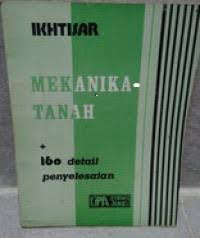 IKHTISAR
MEKANIKA-
TANAH
+
160 detail
penyelesaian